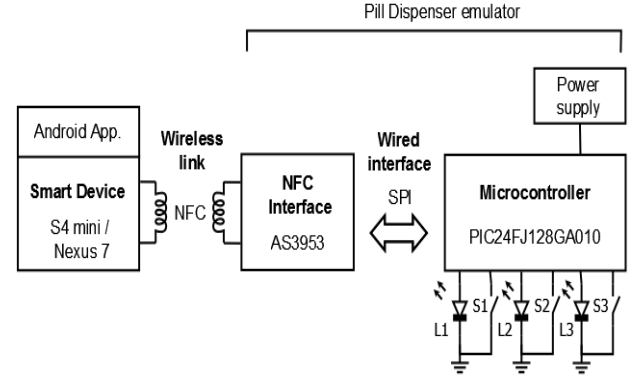 Pill Dispenser emulator
Power
supply
Android App.
Wireless
link
Wired
interface
Smart Device
S4 mini /
Nexus 7
NFC
NFC
Interface
AS3953
SPI
Microcontroller
PIC24FJ128GA010
L1
S1
L2
S2
L3
S3